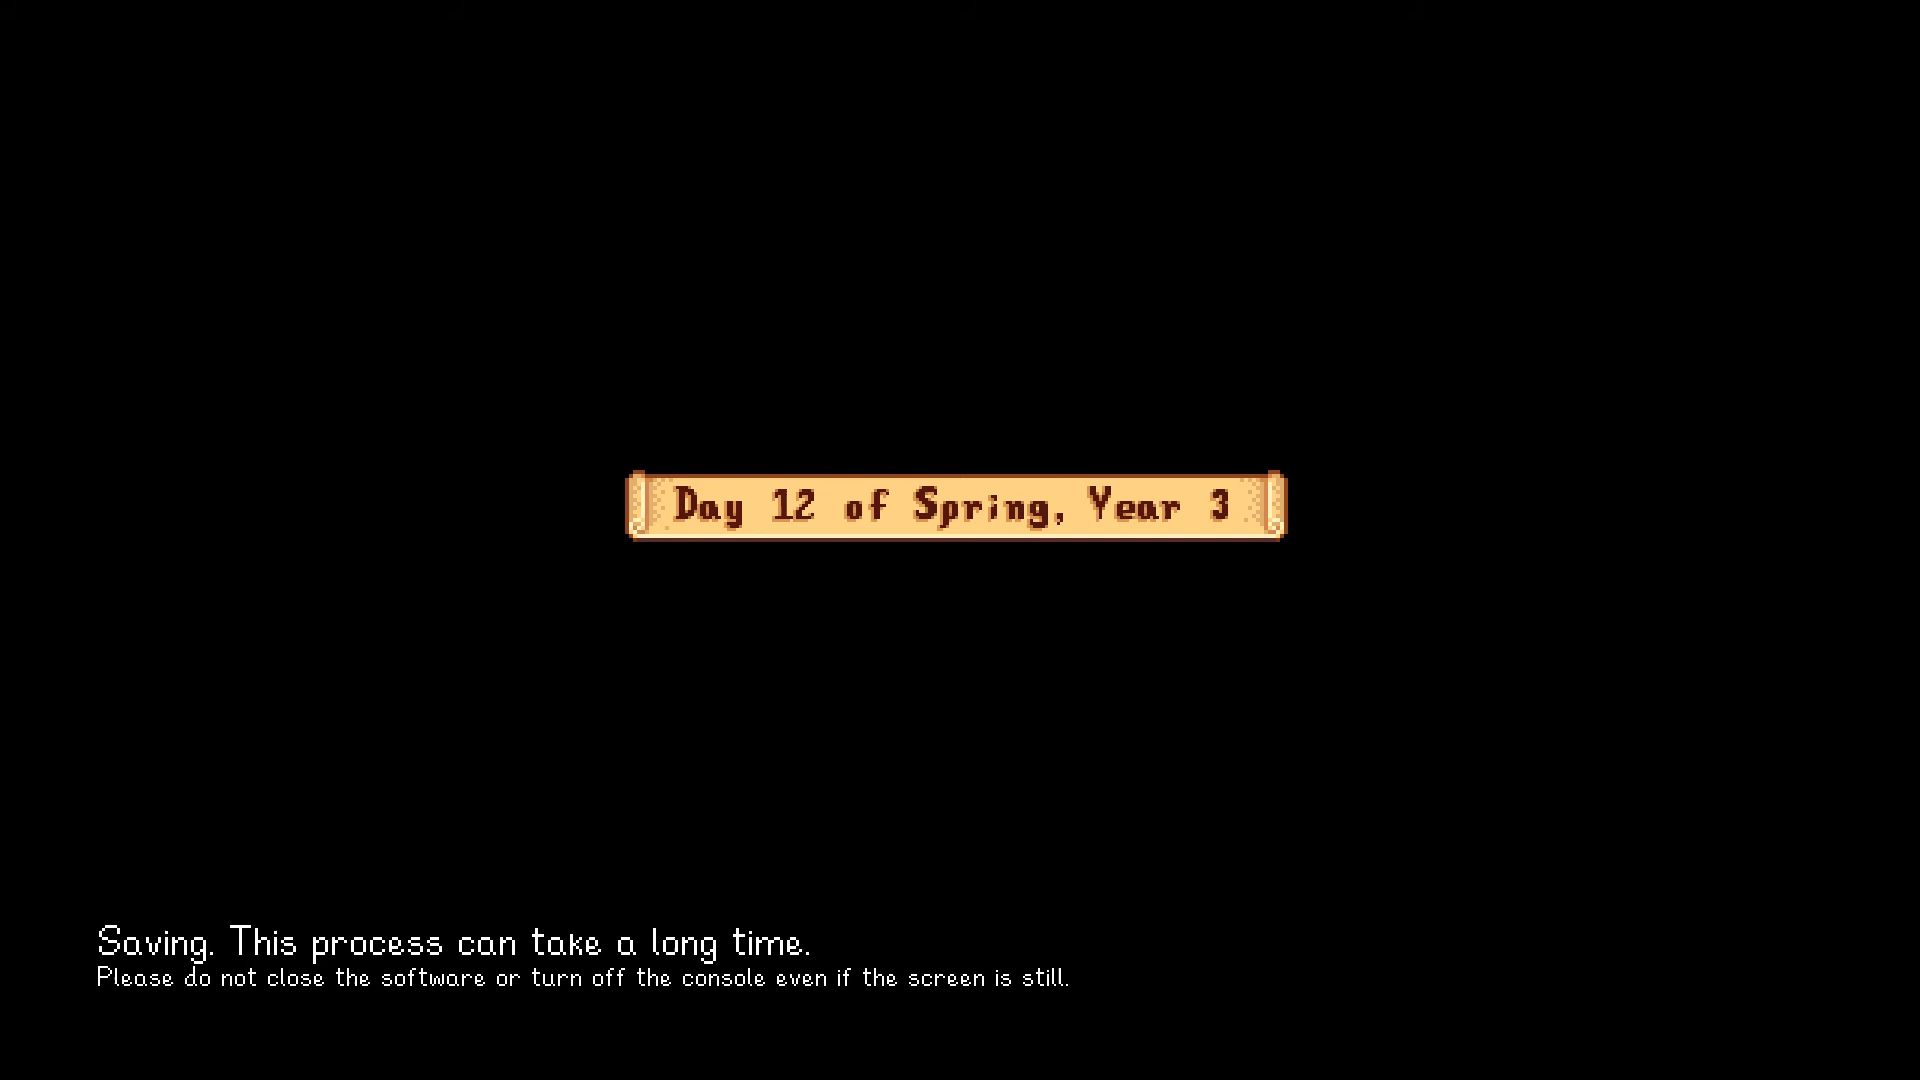 Day 12 of Spring, Year 3
Saving. This process can take a long time.
Please do not close the software or turn off the console even if the screen is still.